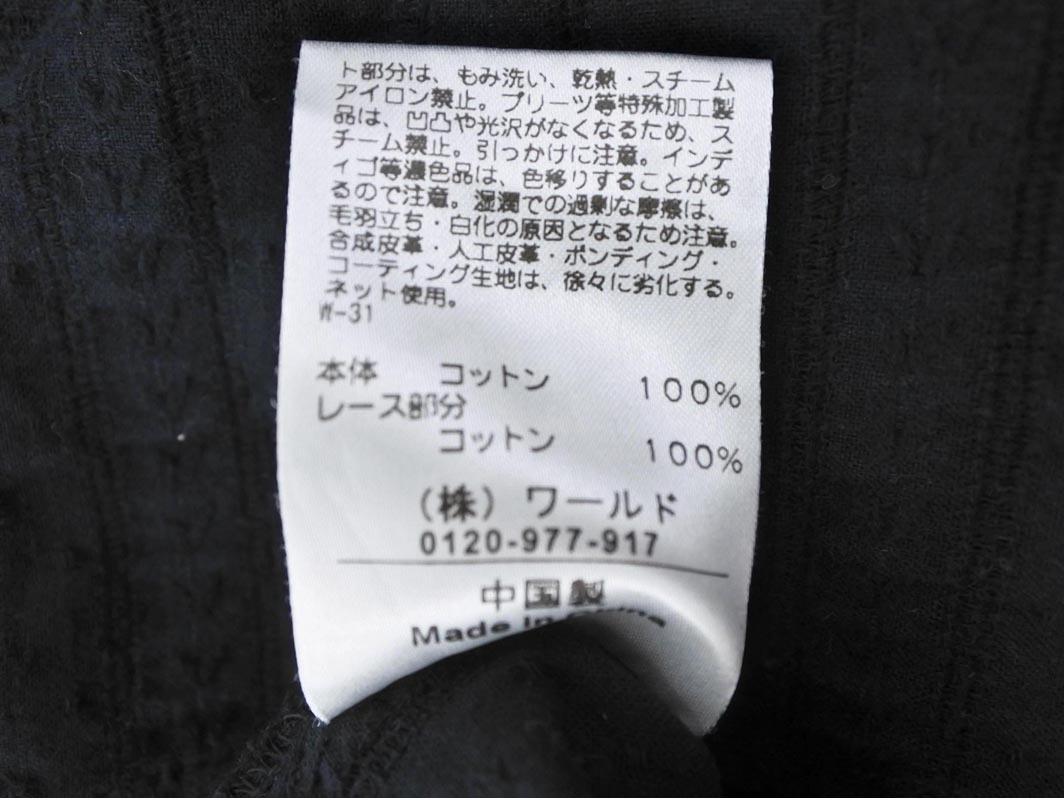 ト部分は、もみ洗い、乾熱・スチーム
アイロン禁止。プリーツ等特殊加工製
品は、凹凸や光沢がなくなるため、ス
チーム禁止。引っかけに注意。インデ
ィゴ等濃色品は、色移りすることがあ
るので注意。湿潤での過剰な摩擦は、
毛羽立ち・白化の原因となるため注意。
合成皮革・人工皮革・ボンディング・
コーティング生地は、徐々に劣化する。
ネット使用。
W-31
本体 コットン 100%
レース部分
コットン 100%
(株) ワールド
0120-977-917
中国製
Made in China